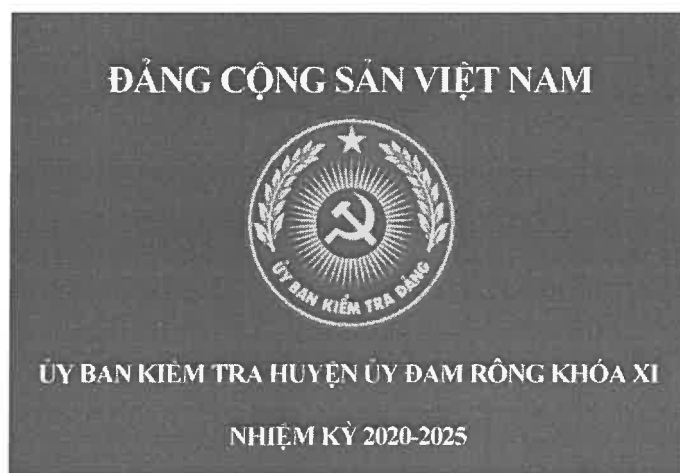 ĐẢNG CỘNG SẢN VIỆT NAM
ỦY BAN KIỂM TRA ĐẢNG
ỦY BAN KIỂM TRA HUYỆN ỦY ĐAM RÔNG KHÓA XI
NHIỆM KỲ 2020-2025